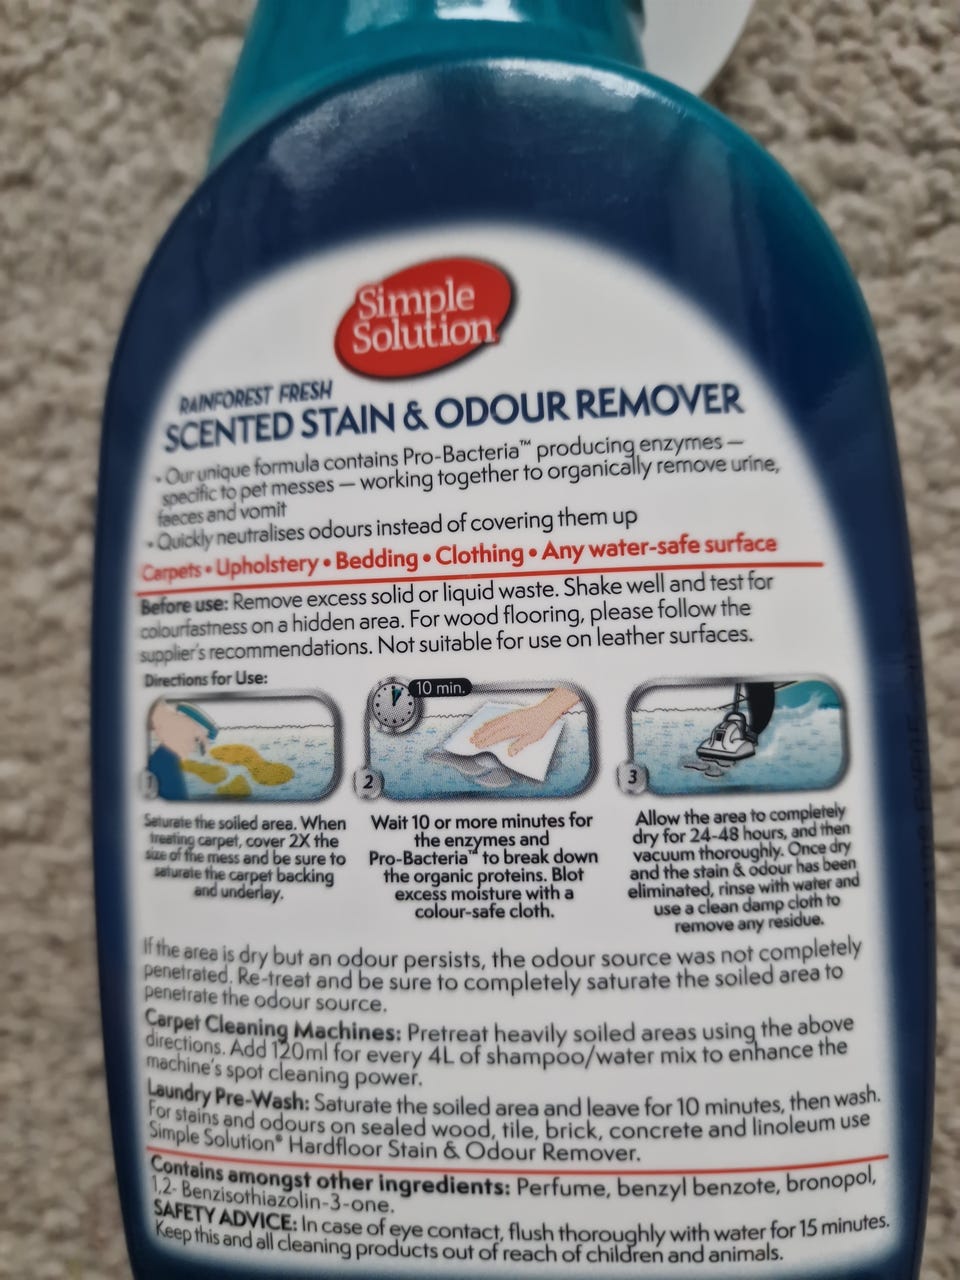 Simple
Solution
RAINFOREST FRESH
SCENTED STAIN & ODOUR REMOVER
• Our unique formula contains Pro-Bacteria™ producing enzymes –
specific to pet messes – working together to organically remove urine,
faeces and vomit
• Quickly neutralises odours instead of covering them up
Carpets • Upholstery • Bedding • Clothing • Any water-safe surface
Before use: Remove excess solid or liquid waste. Shake well and test for
colourfastness on a hidden area. For wood flooring, please follow the
supplier's recommendations. Not suitable for use on leather surfaces.
Directions for Use:
10 min.
1
2
3
Saturate the soiled area. When
treating carpet, cover 2X the
size of the mess and be sure to
saturate the carpet backing
and underlay.
Wait 10 or more minutes for
the enzymes and
Pro-Bacteria™ to break down
the organic proteins. Blot
excess moisture with a
colour-safe cloth.
Allow the area to completely
dry for 24-48 hours, and then
vacuum thoroughly. Once dry
and the stain & odour has been
eliminated, rinse with water and
use a clean damp cloth to
remove any residue.
If the area is dry but an odour persists, the odour source was not completely
penetrated. Re-treat and be sure to completely saturate the soiled area to
penetrate the odour source.
Carpet Cleaning Machines: Pretreat heavily soiled areas using the above
directions. Add 120ml for every 4L of shampoo/water mix to enhance the
machine's spot cleaning power.
Laundry Pre-Wash: Saturate the soiled area and leave for 10 minutes, then wash.
For stains and odours on sealed wood, tile, brick, concrete and linoleum use
Simple Solution® Hardfloor Stain & Odour Remover.
Contains amongst other ingredients: Perfume, benzyl benzote, bronopol,
1,2- Benzisothiazolin-3-one.
SAFETY ADVICE: In case of eye contact, flush thoroughly with water for 15 minutes.
Keep this and all cleaning products out of reach of children and animals.